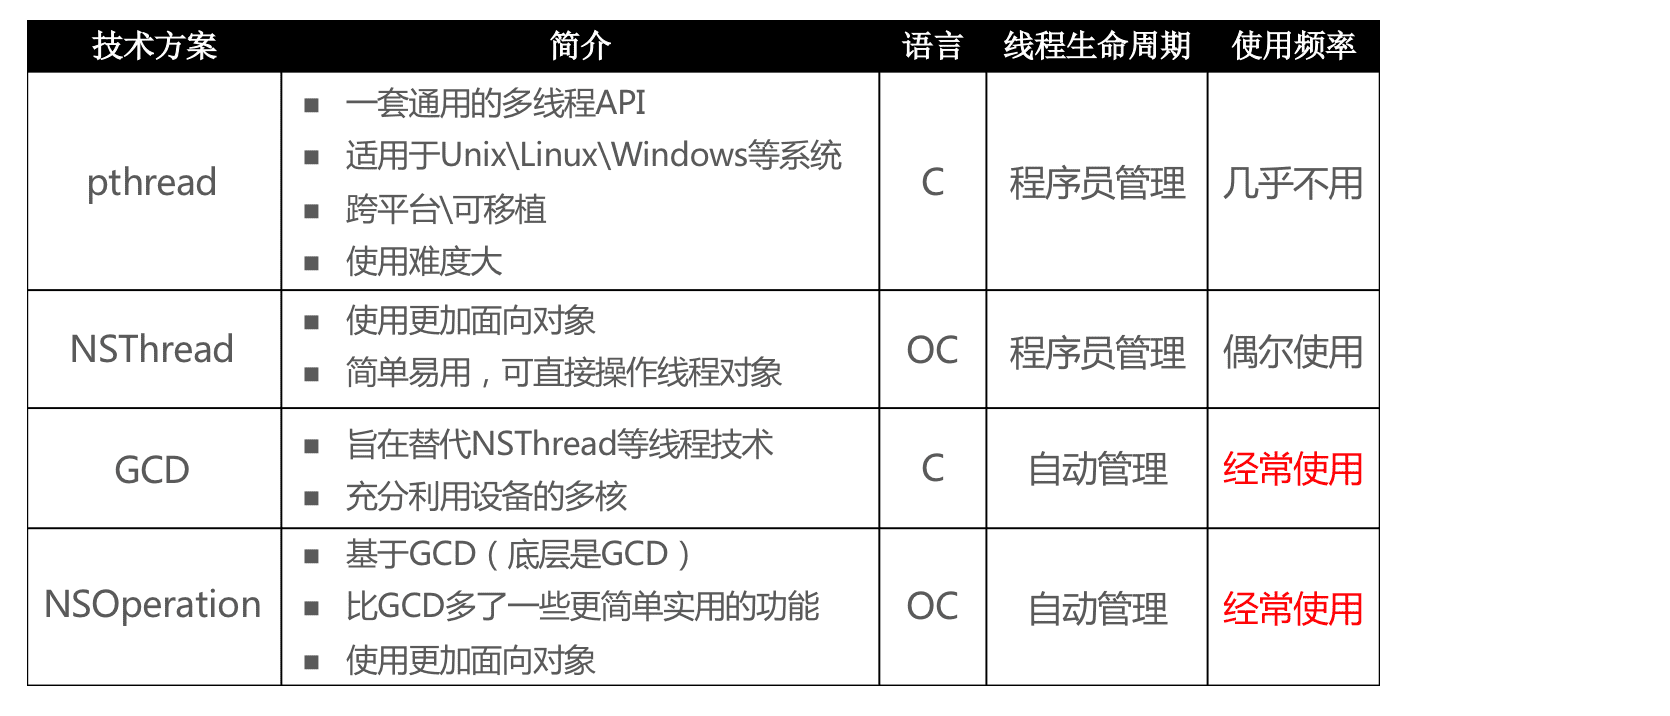 技术方案 简介 语言 线程生命周期 使用频率
pthread
■ 一套通用的多线程API
■ 适用于Unix\Linux\Windows等系统
■ 跨平台\可移植
■ 使用难度大
C
程序员管理
几乎不用
NSThread
■ 使用更加面向对象
■ 简单易用，可直接操作线程对象
OC
程序员管理
偶尔使用
GCD
■ 旨在替代NSThread等线程技术
■ 充分利用设备的多核
C
自动管理
经常使用
NSOperation
■ 基于GCD（底层是GCD）
■ 比GCD多了一些更简单实用的功能
■ 使用更加面向对象
OC
自动管理
经常使用